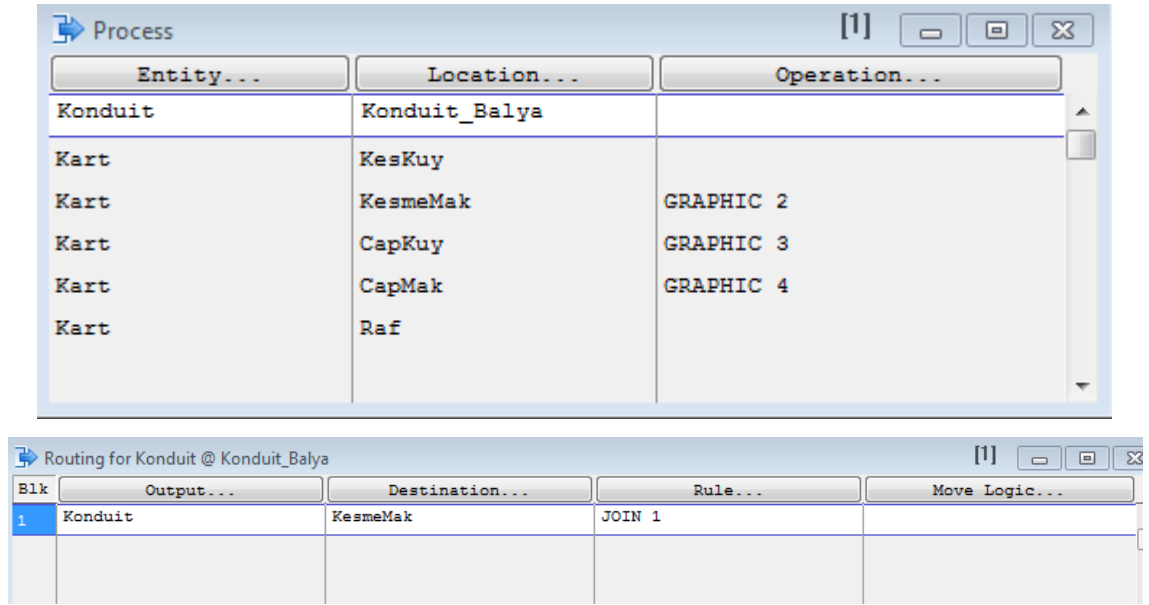 Process [1]
Entity... Location... Operation...
Konduit Konduit_Balya
Kart KesKuy
Kart KesmeMak GRAPHIC 2
Kart CapKuy GRAPHIC 3
Kart CapMak GRAPHIC 4
Kart Raf
Routing for Konduit @ Konduit_Balya [1]
Blk Output... Destination... Rule... Move Logic...
1 Konduit KesmeMak JOIN 1